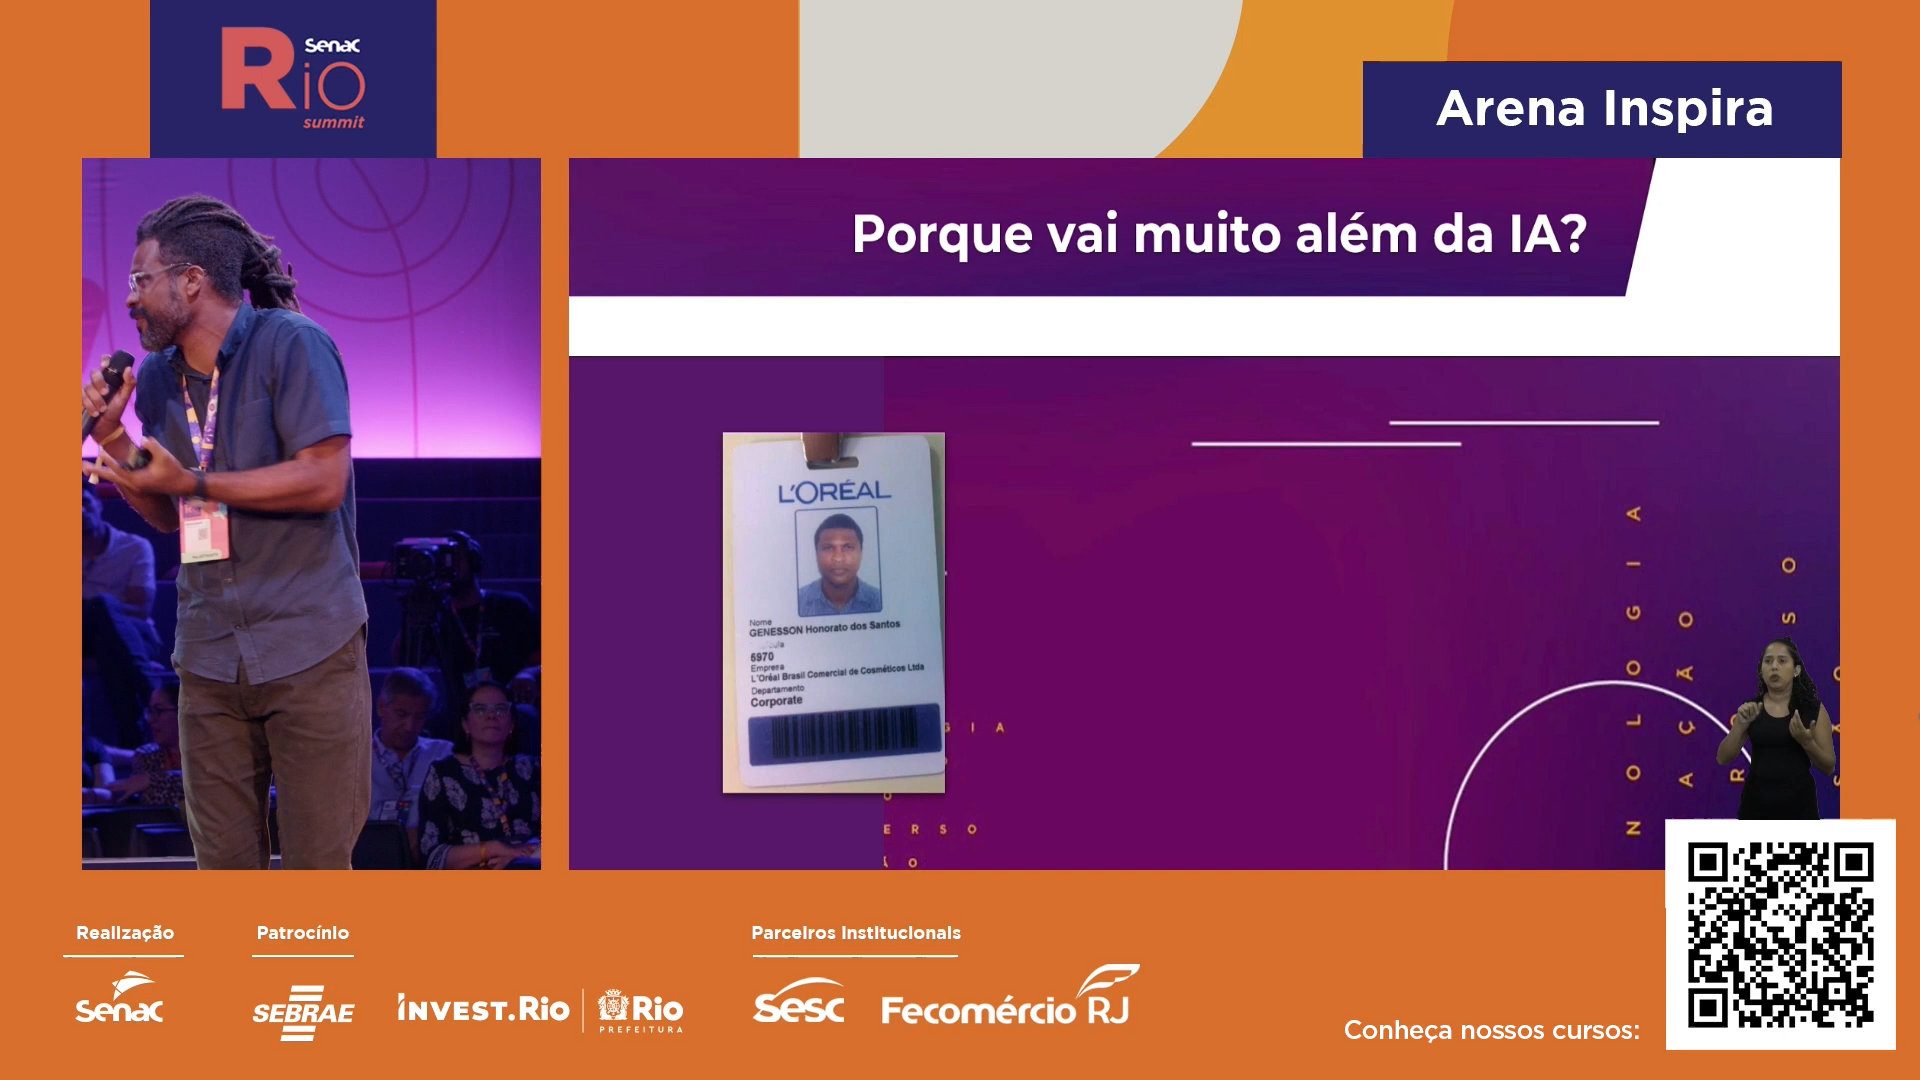 R
Senac
io
summit
Arena Inspira
Porque vai muito além da IA?
L'ORÉAL
Nome
GENESSON Honorato dos Santos
6970
Empresa
L'Oréal Brasil Comercial de Cosméticos Ltda
Departamento
Corporate
G I A
E R S O
N O L O G I A
A Ç Ã O
R
S O
Realização
Patrocínio
Parceiros Institucionais
Senac
SEBRAE
INVEST.Rio
Rio
PREFEITURA
Sesc
Fecomércio RJ
Conheça nossos cursos: